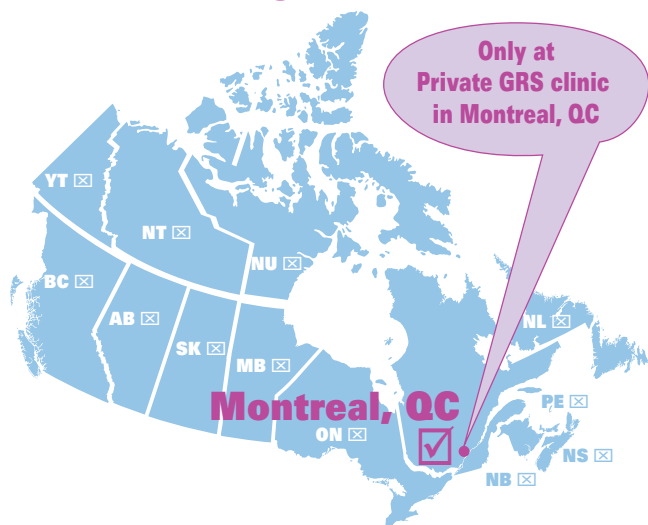 Only at
Private GRS clinic
in Montreal, QC
YT ☒
NT ☒
NU ☒
BC ☒
AB ☒
SK ☒
MB ☒
NL ☒
Montreal, QC
☑
ON ☒
PE ☒
NS ☒
NB ☒